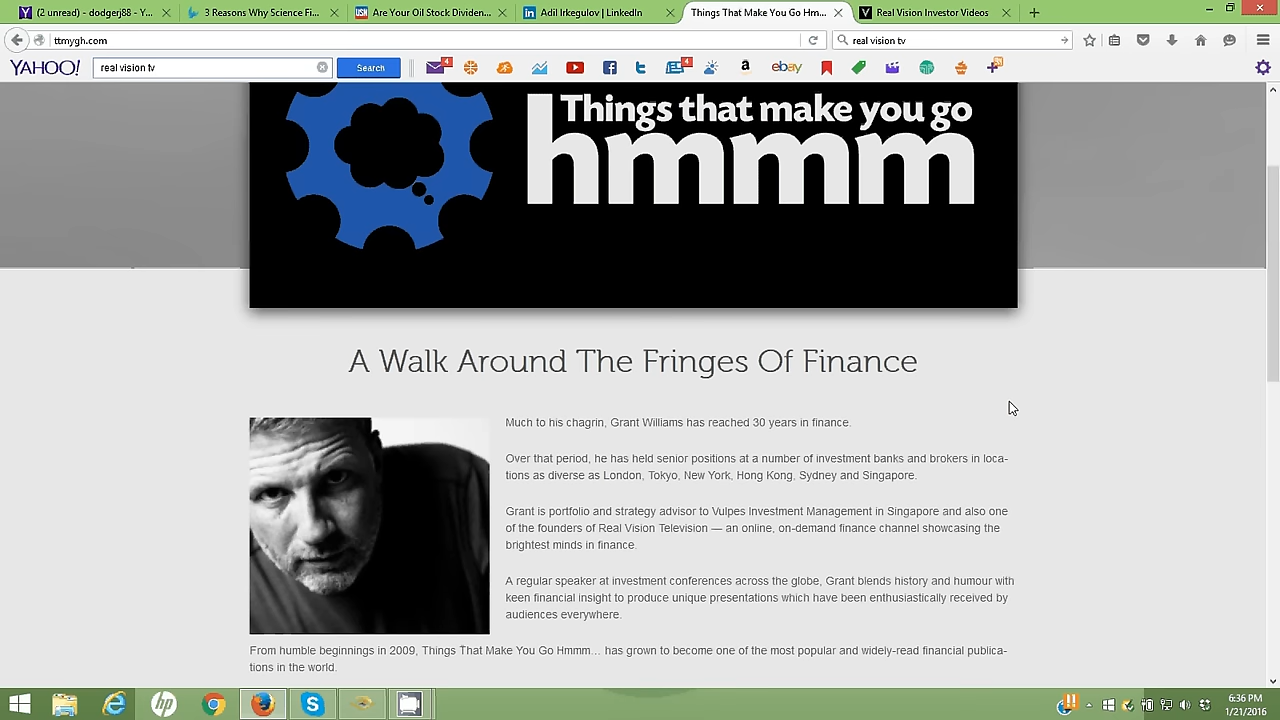 (2 unread) - dodgerj88 - Y...
3 Reasons Why Science Fi...
USN
Are Your Oil Stock Dividen...
in
Adil Irkegulov | LinkedIn
Things That Make You Go Hm...
Real Vision Investor Videos
ttmygh.com
real vision tv
YAHOO!
real vision tv
Search
4
4
a
ebay
Things that make you go
hmmm
A Walk Around The Fringes Of Finance
Much to his chagrin, Grant Williams has reached 30 years in finance.
Over that period, he has held senior positions at a number of investment banks and brokers in loca-
tions as diverse as London, Tokyo, New York, Hong Kong, Sydney and Singapore.
Grant is portfolio and strategy advisor to Vulpes Investment Management in Singapore and also one
of the founders of Real Vision Television — an online, on-demand finance channel showcasing the
brightest minds in finance.
A regular speaker at investment conferences across the globe, Grant blends history and humour with
keen financial insight to produce unique presentations which have been enthusiastically received by
audiences everywhere.
From humble beginnings in 2009, Things That Make You Go Hmmm... has grown to become one of the most popular and widely-read financial publica-
tions in the world.
hp
6:36 PM
1/21/2016